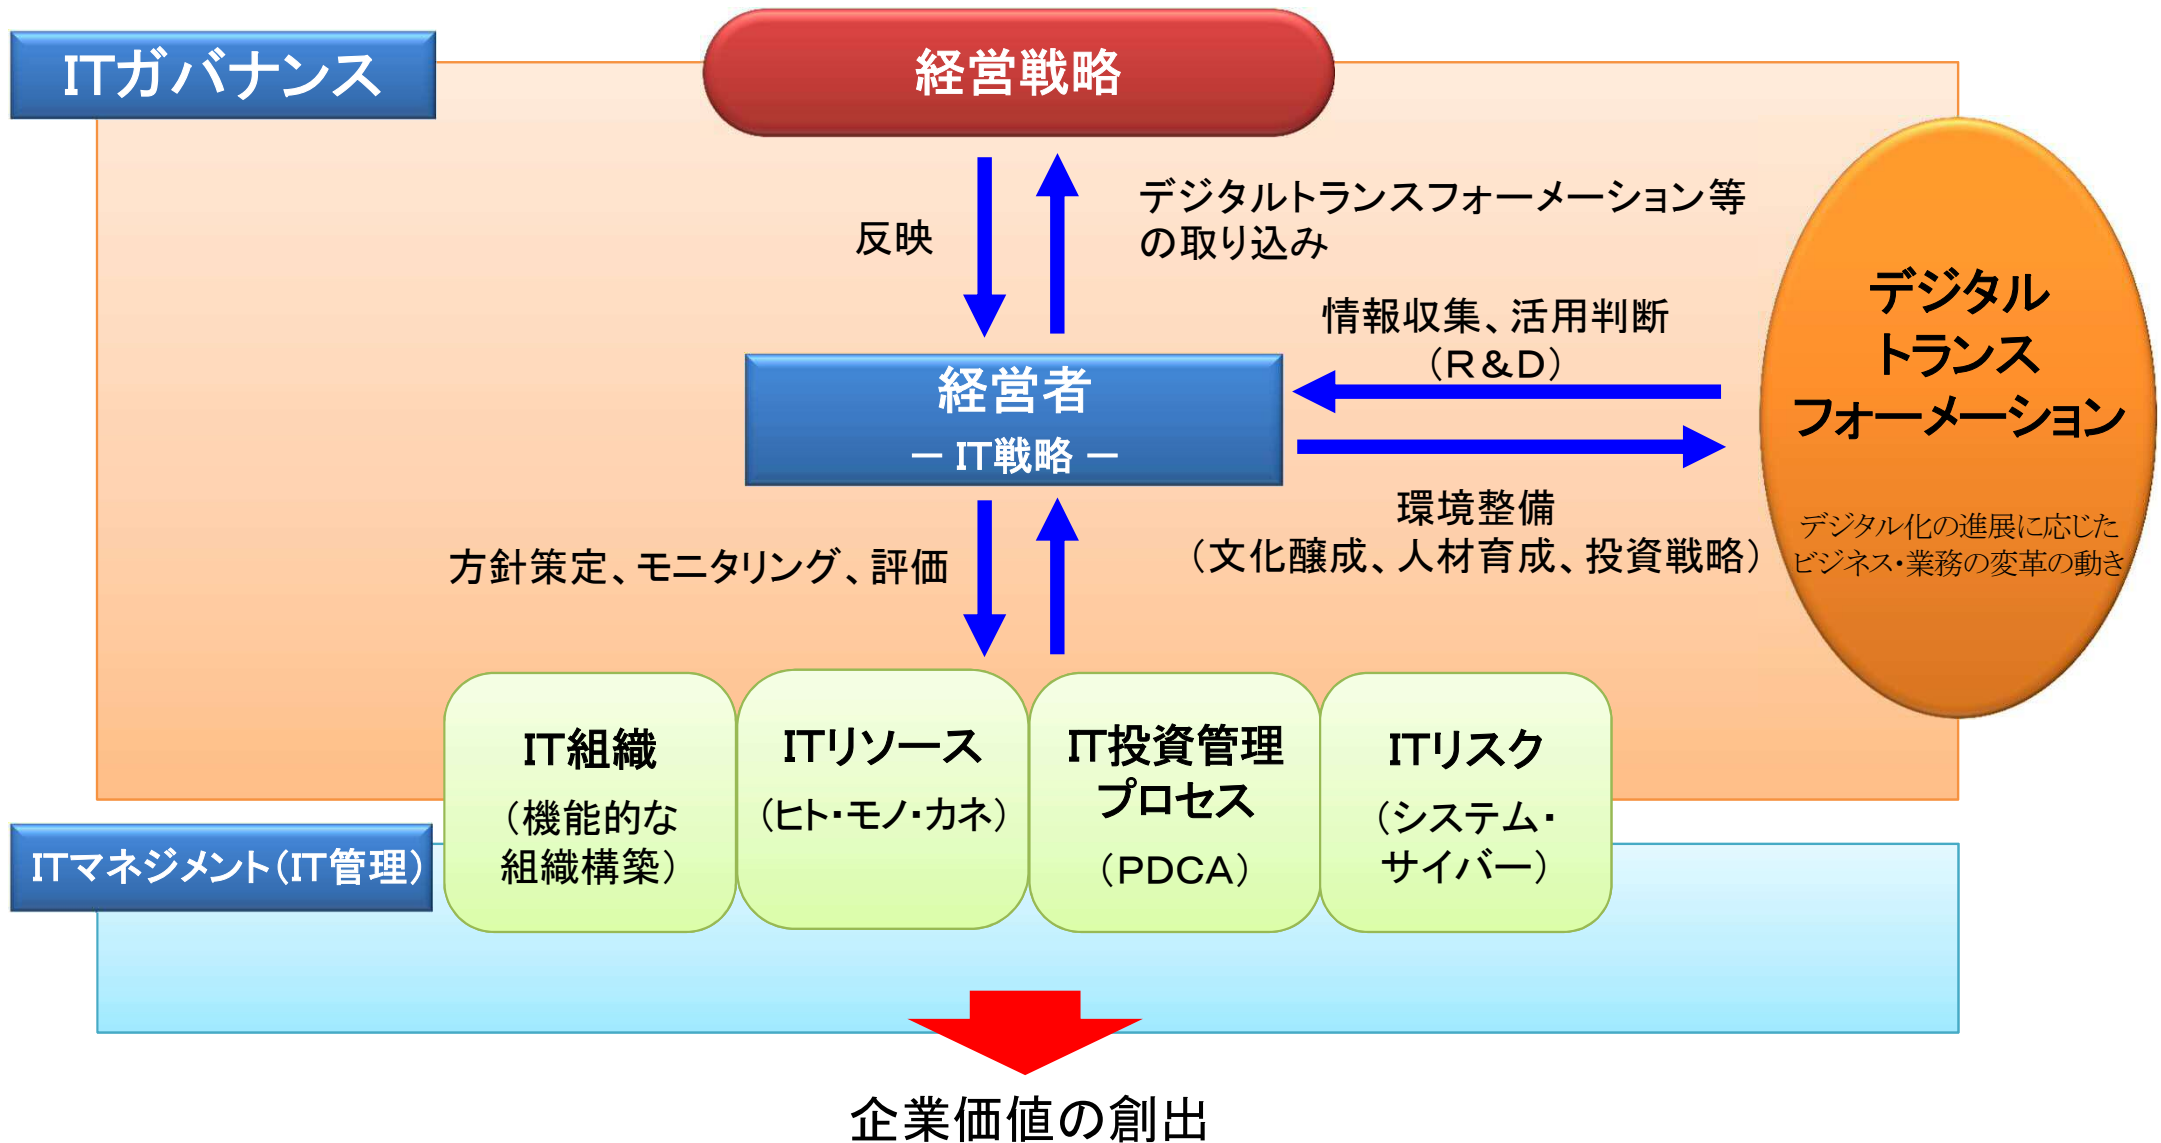 ITガバナンス
経営戦略
反映
デジタルトランスフォーメーション等
の取り込み
情報収集、活用判断
（R&D）
経営者
－ IT戦略 －
環境整備
（文化醸成、人材育成、投資戦略）
デジタル
トランス
フォーメーション
デジタル化の進展に応じた
ビジネス・業務の変革の動き
方針策定、モニタリング、評価
IT組織
（機能的な
組織構築）
ITリソース
（ヒト・モノ・カネ）
IT投資管理
プロセス
（PDCA）
ITリスク
（システム・
サイバー）
ITマネジメント（IT管理）
企業価値の創出